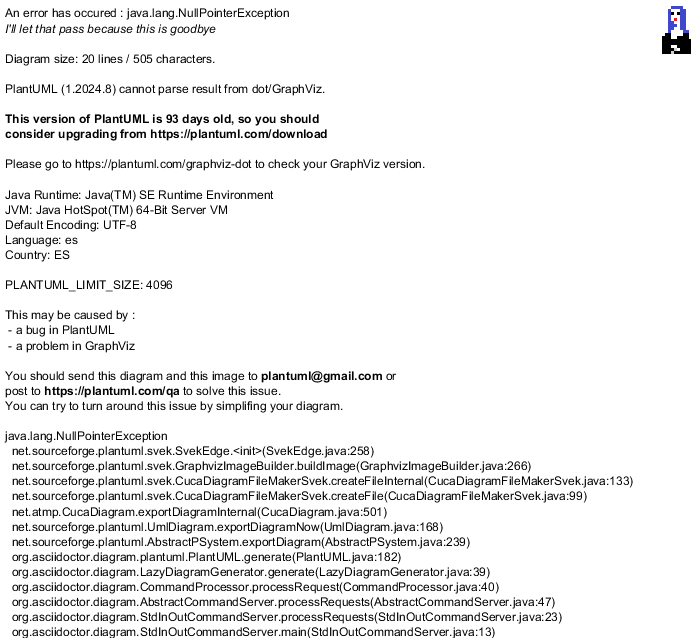 An error has occured : java.lang.NullPointerException
I'll let that pass because this is goodbye
Diagram size: 20 lines / 505 characters.
PlantUML (1.2024.8) cannot parse result from dot/GraphViz.
This version of PlantUML is 93 days old, so you should
consider upgrading from https://plantuml.com/download
Please go to https://plantuml.com/graphviz-dot to check your GraphViz version.
Java Runtime: Java(TM) SE Runtime Environment
JVM: Java HotSpot(TM) 64-Bit Server VM
Default Encoding: UTF-8
Language: es
Country: ES
PLANTUML_LIMIT_SIZE: 4096
This may be caused by :
- a bug in PlantUML
- a problem in GraphViz
You should send this diagram and this image to plantuml@gmail.com or
post to https://plantuml.com/qa to solve this issue.
You can try to turn around this issue by simplifing your diagram.
java.lang.NullPointerException
net.sourceforge.plantuml.svek.SvekEdge.<init>(SvekEdge.java:258)
net.sourceforge.plantuml.svek.GraphvizImageBuilder.buildImage(GraphvizImageBuilder.java:266)
net.sourceforge.plantuml.svek.CucaDiagramFileMakerSvek.createFileInternal(CucaDiagramFileMakerSvek.java:133)
net.sourceforge.plantuml.svek.CucaDiagramFileMakerSvek.createFile(CucaDiagramFileMakerSvek.java:99)
net.atmp.CucaDiagram.exportDiagramInternal(CucaDiagram.java:501)
net.sourceforge.plantuml.UmlDiagram.exportDiagramNow(UmlDiagram.java:168)
net.sourceforge.plantuml.AbstractPSystem.exportDiagram(AbstractPSystem.java:239)
org.asciidoctor.diagram.plantuml.PlantUML.generate(PlantUML.java:182)
org.asciidoctor.diagram.LazyDiagramGenerator.generate(LazyDiagramGenerator.java:39)
org.asciidoctor.diagram.CommandProcessor.processRequest(CommandProcessor.java:40)
org.asciidoctor.diagram.AbstractCommandServer.processRequests(AbstractCommandServer.java:47)
org.asciidoctor.diagram.StdInOutCommandServer.processRequests(StdInOutCommandServer.java:23)
org.asciidoctor.diagram.StdInOutCommandServer.main(StdInOutCommandServer.java:13)